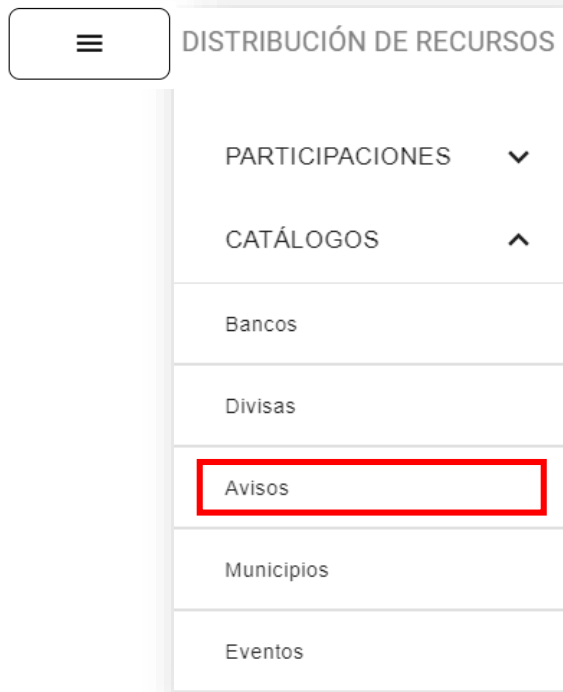 DISTRIBUCIÓN DE RECURSOS
PARTICIPACIONES
CATÁLOGOS
Bancos
Divisas
Avisos
Municipios
Eventos